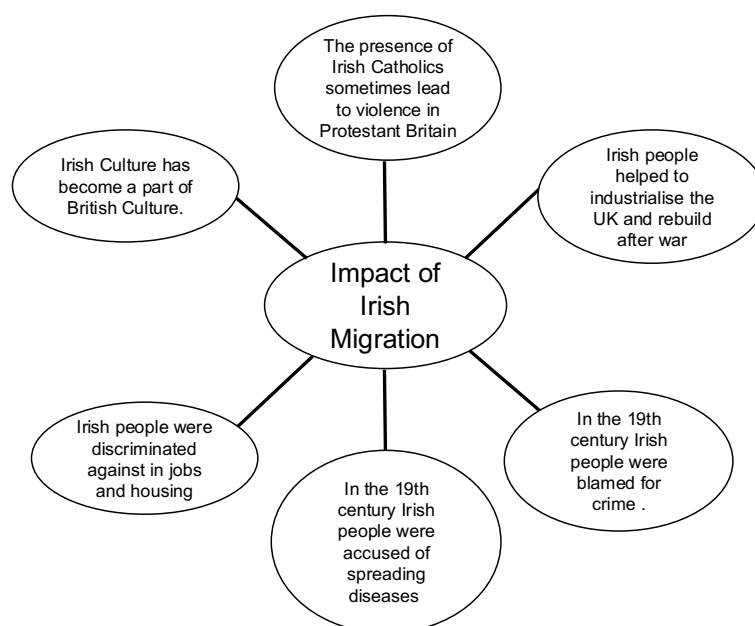 The presence of
Irish Catholics
sometimes lead
to violence in
Protestant Britain
Irish Culture has
become a part of
British Culture.
Irish people
helped to
industrialise the
UK and rebuild
after war
Impact of
Irish
Migration
Irish people were
discriminated
against in jobs
and housing
In the 19th
century Irish
people were
blamed for
crime .
In the 19th
century Irish
people were
accused of
spreading
diseases